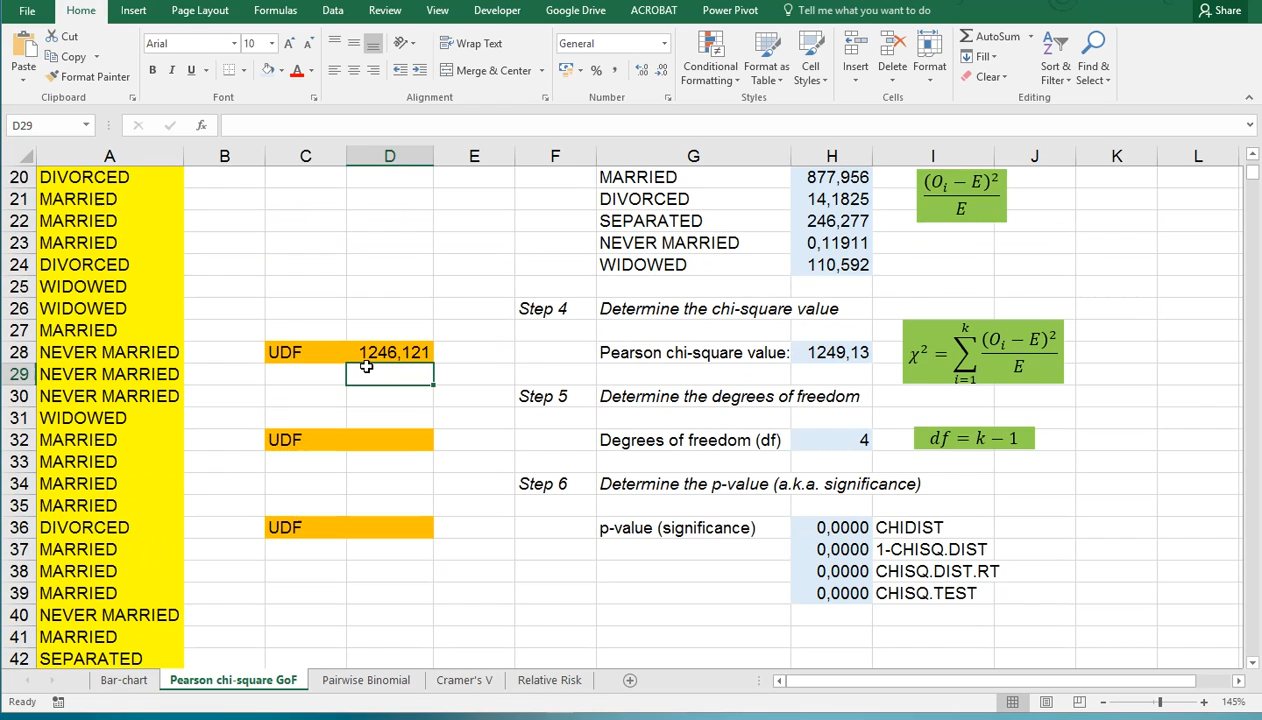 File Home Insert Page Layout Formulas Data Review View Developer Google Drive ACROBAT Power Pivot Tell me what you want to do Share
Cut
Copy
Format Painter
Paste
Clipboard
Arial 10
B I U
Font
Wrap Text
Merge & Center
Alignment
General
Number
Conditional Formatting
Format as Table
Cell Styles
Styles
Insert Delete Format
Cells
AutoSum
Fill
Clear
Sort & Filter
Find & Select
Editing
D29 fx
A B C D E F G H I J K L
20 DIVORCED MARRIED 877,956 (Oᵢ − E)² / E
21 MARRIED DIVORCED 14,1825
22 MARRIED SEPARATED 246,277
23 MARRIED NEVER MARRIED 0,11911
24 DIVORCED WIDOWED 110,592
25 WIDOWED
26 WIDOWED Step 4 Determine the chi-square value
27 MARRIED
28 NEVER MARRIED UDF 1246,121 Pearson chi-square value: 1249,13 χ² = ∑ᵢ₌₁ᵏ (Oᵢ − E)² / E
29 NEVER MARRIED
30 NEVER MARRIED Step 5 Determine the degrees of freedom
31 WIDOWED
32 MARRIED UDF Degrees of freedom (df) 4 df = k − 1
33 MARRIED
34 MARRIED Step 6 Determine the p-value (a.k.a. significance)
35 MARRIED
36 DIVORCED UDF p-value (significance) 0,0000 CHIDIST
37 MARRIED 0,0000 1-CHISQ.DIST
38 MARRIED 0,0000 CHISQ.DIST.RT
39 MARRIED 0,0000 CHISQ.TEST
40 NEVER MARRIED
41 MARRIED
42 SEPARATED
Bar-chart Pearson chi-square GoF Pairwise Binomial Cramer's V Relative Risk
Ready 145%